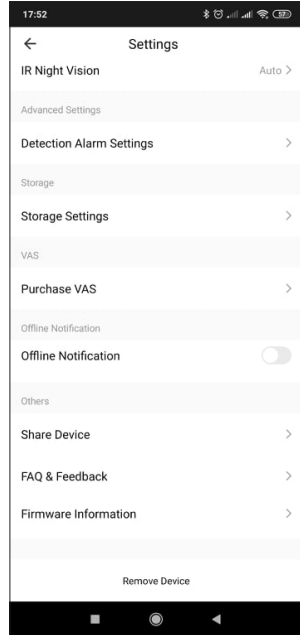 17:52
57
Settings
IR Night Vision Auto
Advanced Settings
Detection Alarm Settings
Storage
Storage Settings
VAS
Purchase VAS
Offline Notification
Offline Notification
Others
Share Device
FAQ & Feedback
Firmware Information
Remove Device